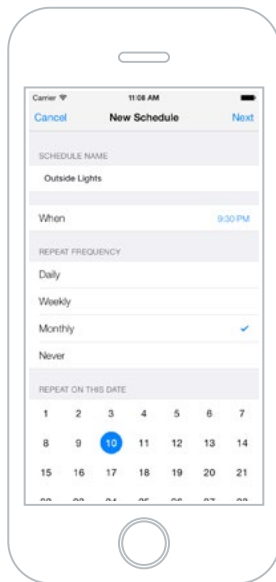 Carrier 11:08 AM
Cancel New Schedule Next
SCHEDULE NAME
Outside Lights
When 9:30 PM
REPEAT FREQUENCY
Daily
Weekly
Monthly
Never
REPEAT ON THIS DATE
1 2 3 4 5 6 7
8 9 10 11 12 13 14
15 16 17 18 19 20 21